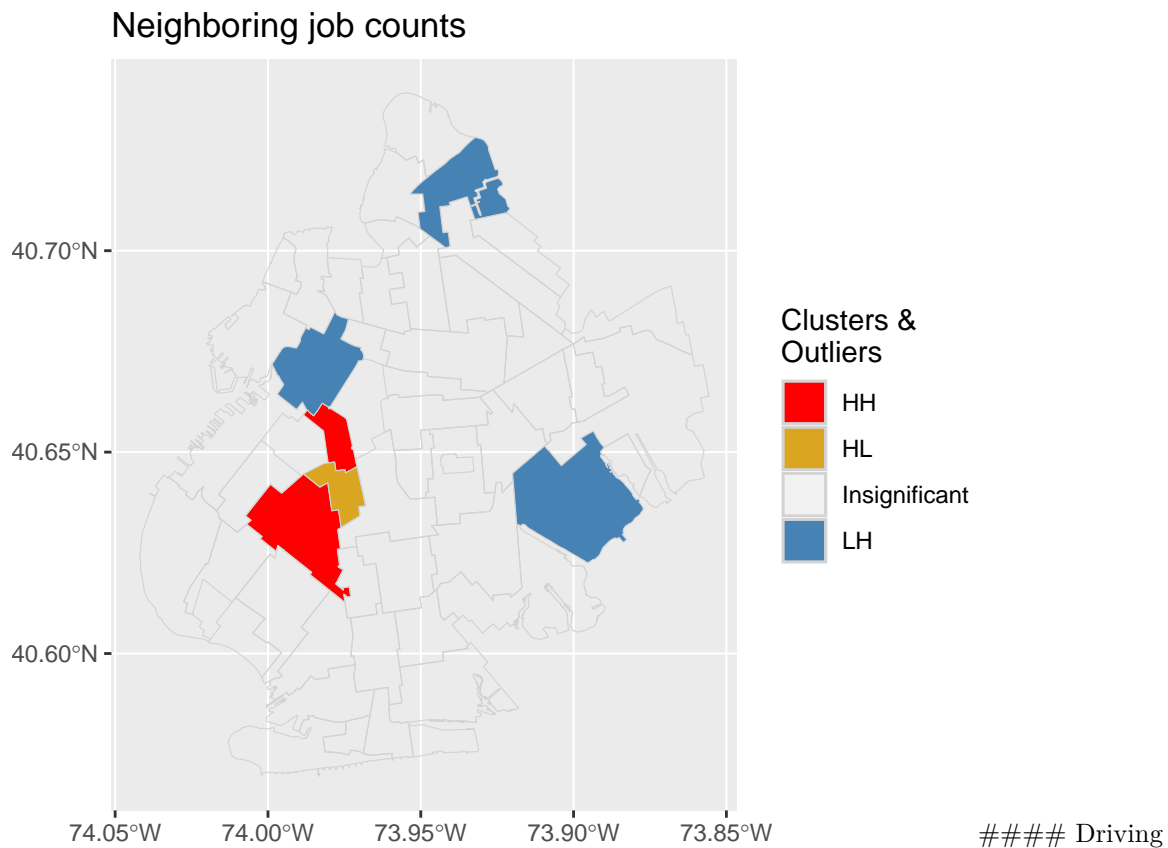 Neighboring job counts
40.70°N
40.65°N
40.60°N
74.05°W
74.00°W
73.95°W
73.90°W
73.85°W
Clusters &
Outliers
HH
HL
Insignificant
LH
#### Driving